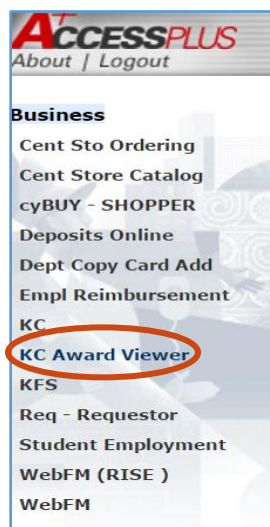 ACCESSPLUS
About | Logout
Business
Cent Sto Ordering
Cent Store Catalog
cyBUY - SHOPPER
Deposits Online
Dept Copy Card Add
Empl Reimbursement
KC
KC Award Viewer
KFS
Req - Requestor
Student Employment
WebFM (RISE )
WebFM